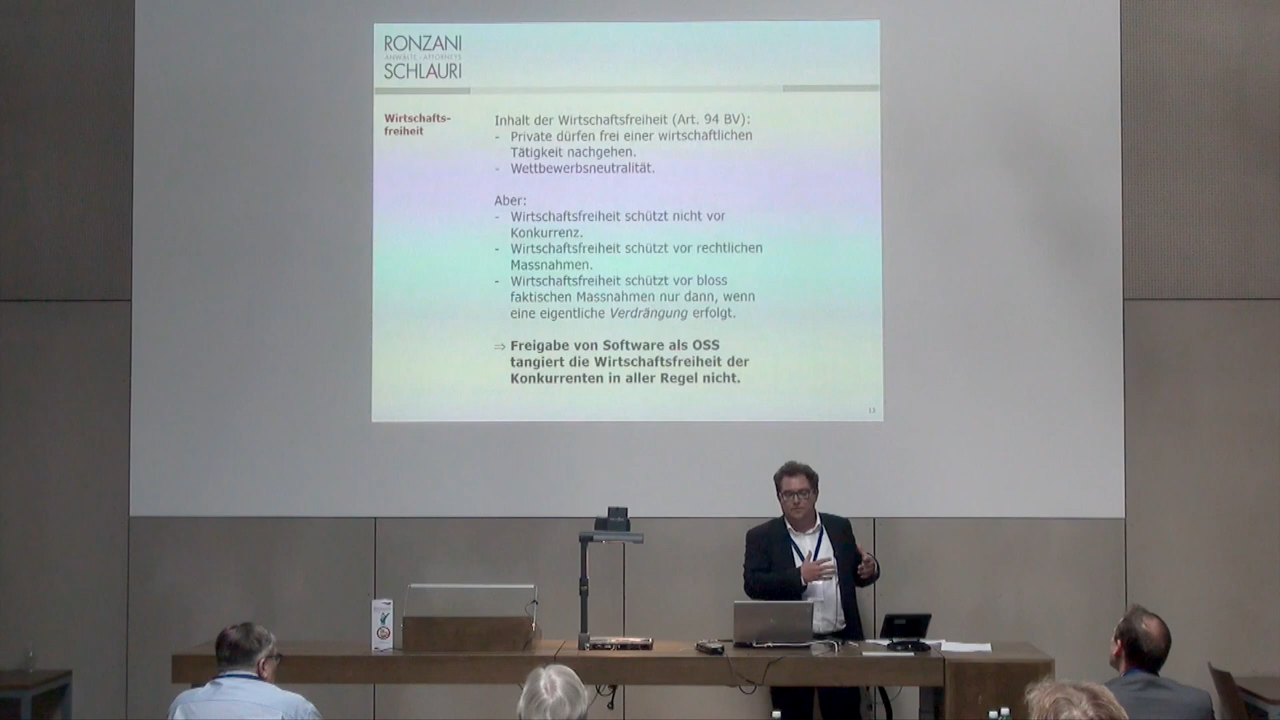 RONZANI
ANWÄLTE · ATTORNEYS
SCHLAURI
Wirtschafts-
freiheit
Inhalt der Wirtschaftsfreiheit (Art. 94 BV):
- Private dürfen frei einer wirtschaftlichen
Tätigkeit nachgehen.
- Wettbewerbsneutralität.
Aber:
- Wirtschaftsfreiheit schützt nicht vor
Konkurrenz.
- Wirtschaftsfreiheit schützt vor rechtlichen
Massnahmen.
- Wirtschaftsfreiheit schützt vor bloss
faktischen Massnahmen nur dann, wenn
eine eigentliche Verdrängung erfolgt.
⇒ Freigabe von Software als OSS
tangiert die Wirtschaftsfreiheit der
Konkurrenten in aller Regel nicht.